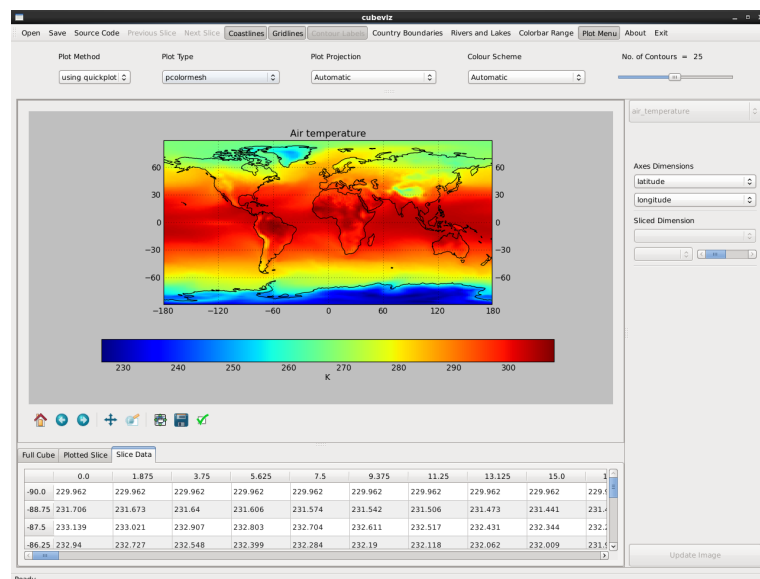 cubeviz
Open Save Source Code Previous Slice Next Slice Coastlines Gridlines Contour Labels Country Boundaries Rivers and Lakes Colorbar Range Plot Menu About Exit
Plot Method Plot Type Plot Projection Colour Scheme No. of Contours = 25
using quickplot pcolormesh Automatic Automatic
air_temperature
Air temperature
60 60
30 30
0 0
−30 −30
−60 −60
−180 −120 −60 0 60 120 180
230 240 250 260 270 280 290 300
K
Axes Dimensions
latitude
longitude
Sliced Dimension
Full Cube Plotted Slice Slice Data
0.0 1.875 3.75 5.625 7.5 9.375 11.25 13.125 15.0
-90.0 229.962 229.962 229.962 229.962 229.962 229.962 229.962 229.962 229.962
-88.75 231.706 231.673 231.64 231.606 231.574 231.542 231.506 231.473 231.441
-87.5 233.139 233.021 232.907 232.803 232.704 232.611 232.517 232.431 232.344
-86.25 232.94 232.727 232.548 232.399 232.284 232.19 232.118 232.062 232.009
Update Image